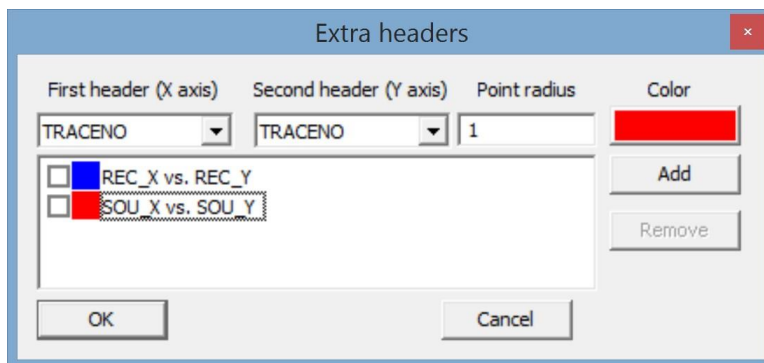 Extra headers
×
First header (X axis) Second header (Y axis) Point radius Color
TRACENO TRACENO 1
REC_X vs. REC_Y
SOU_X vs. SOU_Y
Add
Remove
OK Cancel